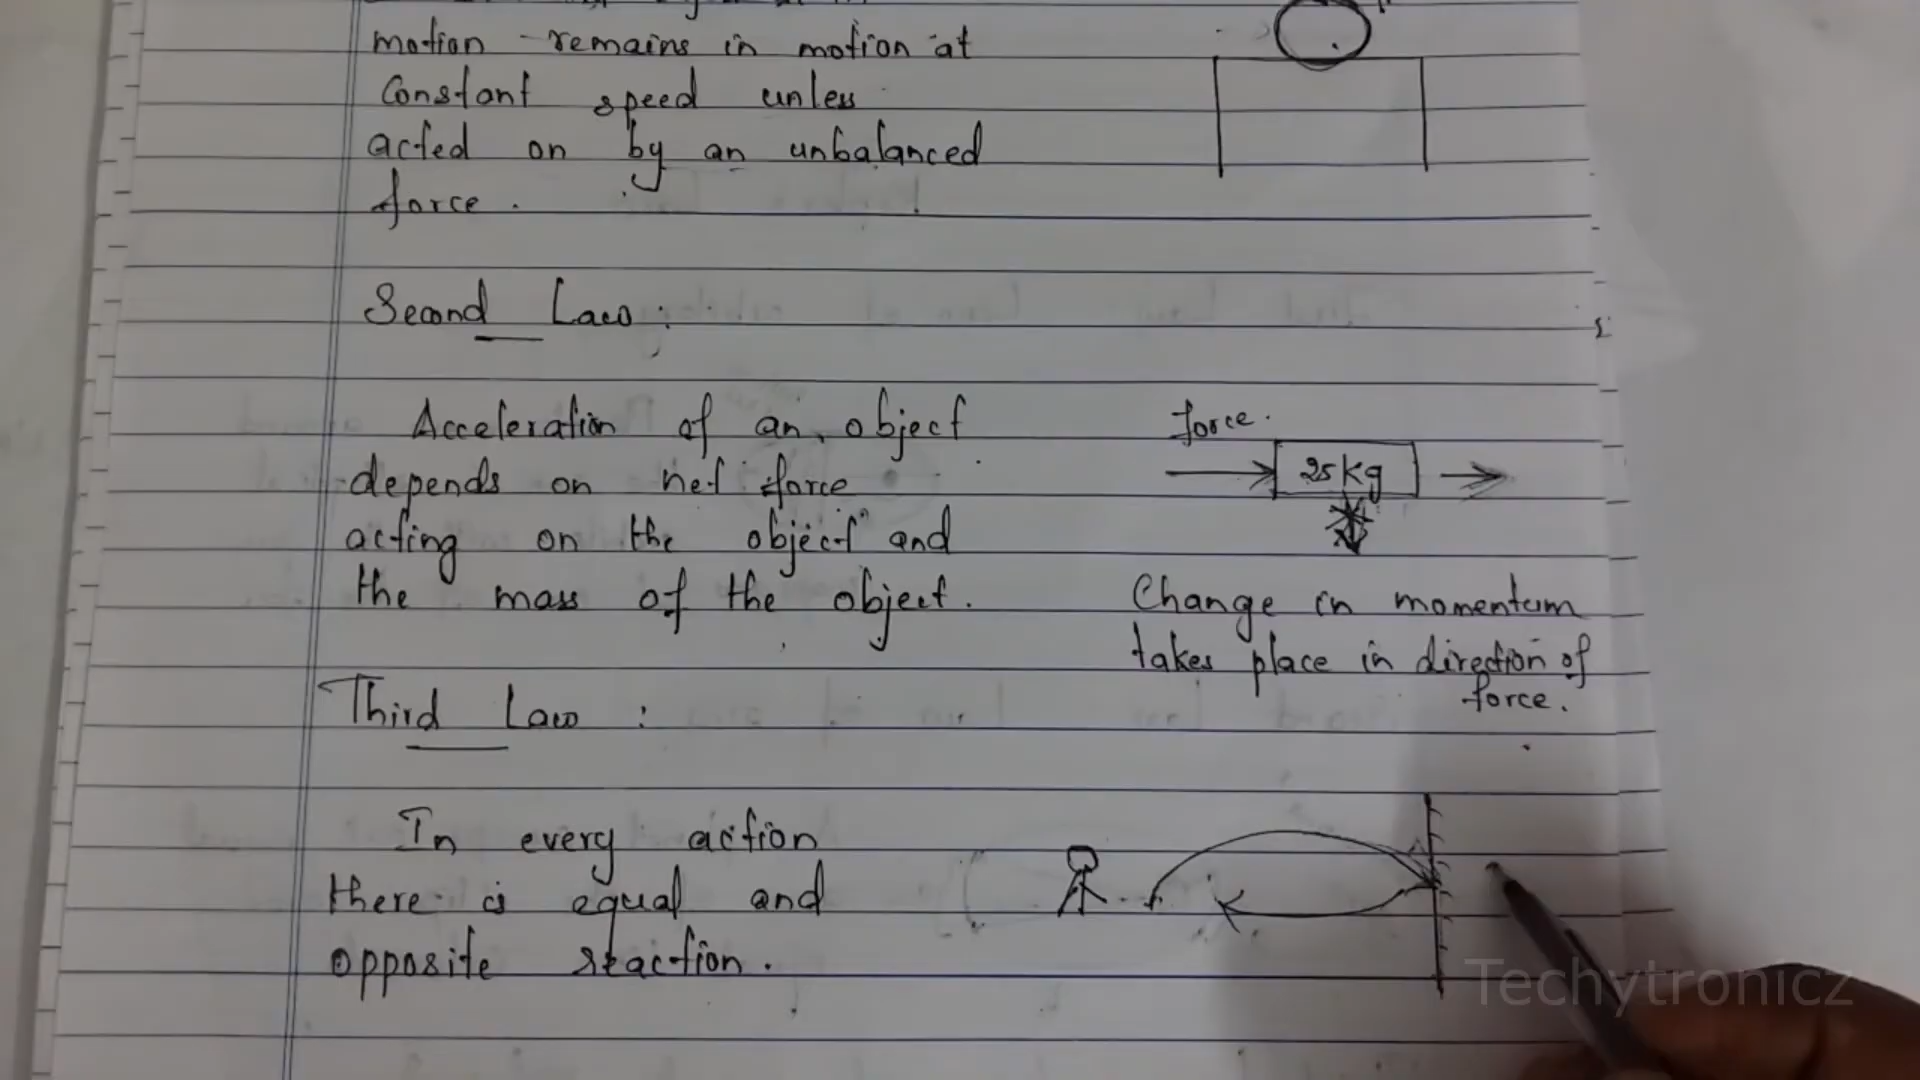 motion remains in motion at
Constant speed unless
acted on by an unbalanced
force.
Second Law:
Acceleration of an object
depends on net force
acting on the object and
the mass of the object.
force.
25kg
Change in momentum
takes place in direction of
force.
Third Law :
In every action
there is equal and
opposite reaction.
Techytronicz